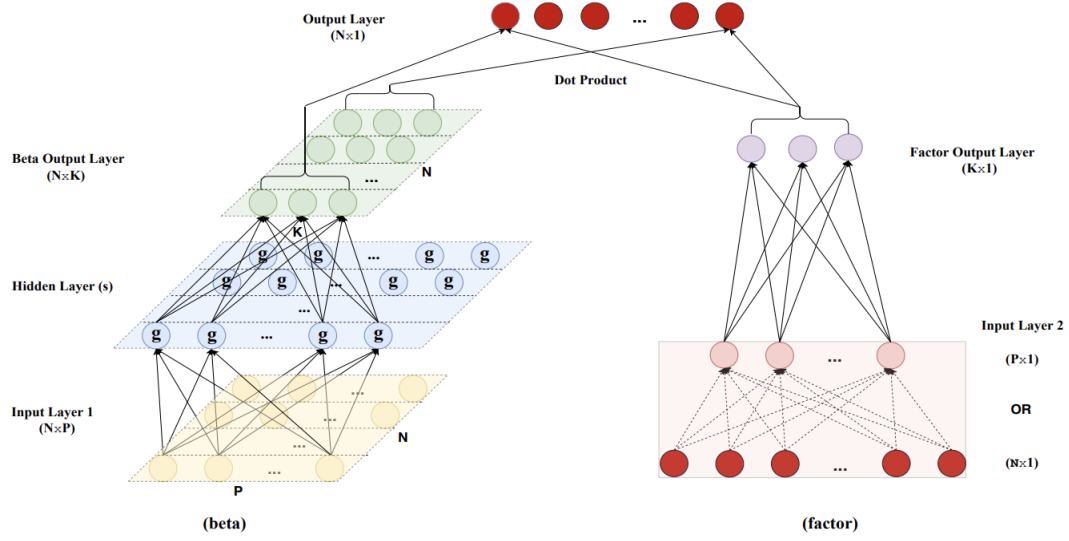 Output Layer
(N×1)
...
Dot Product
Beta Output Layer
(N×K)
N
...
K
Factor Output Layer
(K×1)
Hidden Layer (s)
g g ... g g
g g ... g g
...
g g ... g g
Input Layer 1
(N×P)
...
...
...
...
N
P
Input Layer 2
(P×1)
...
OR
(N×1)
...
(beta)
(factor)